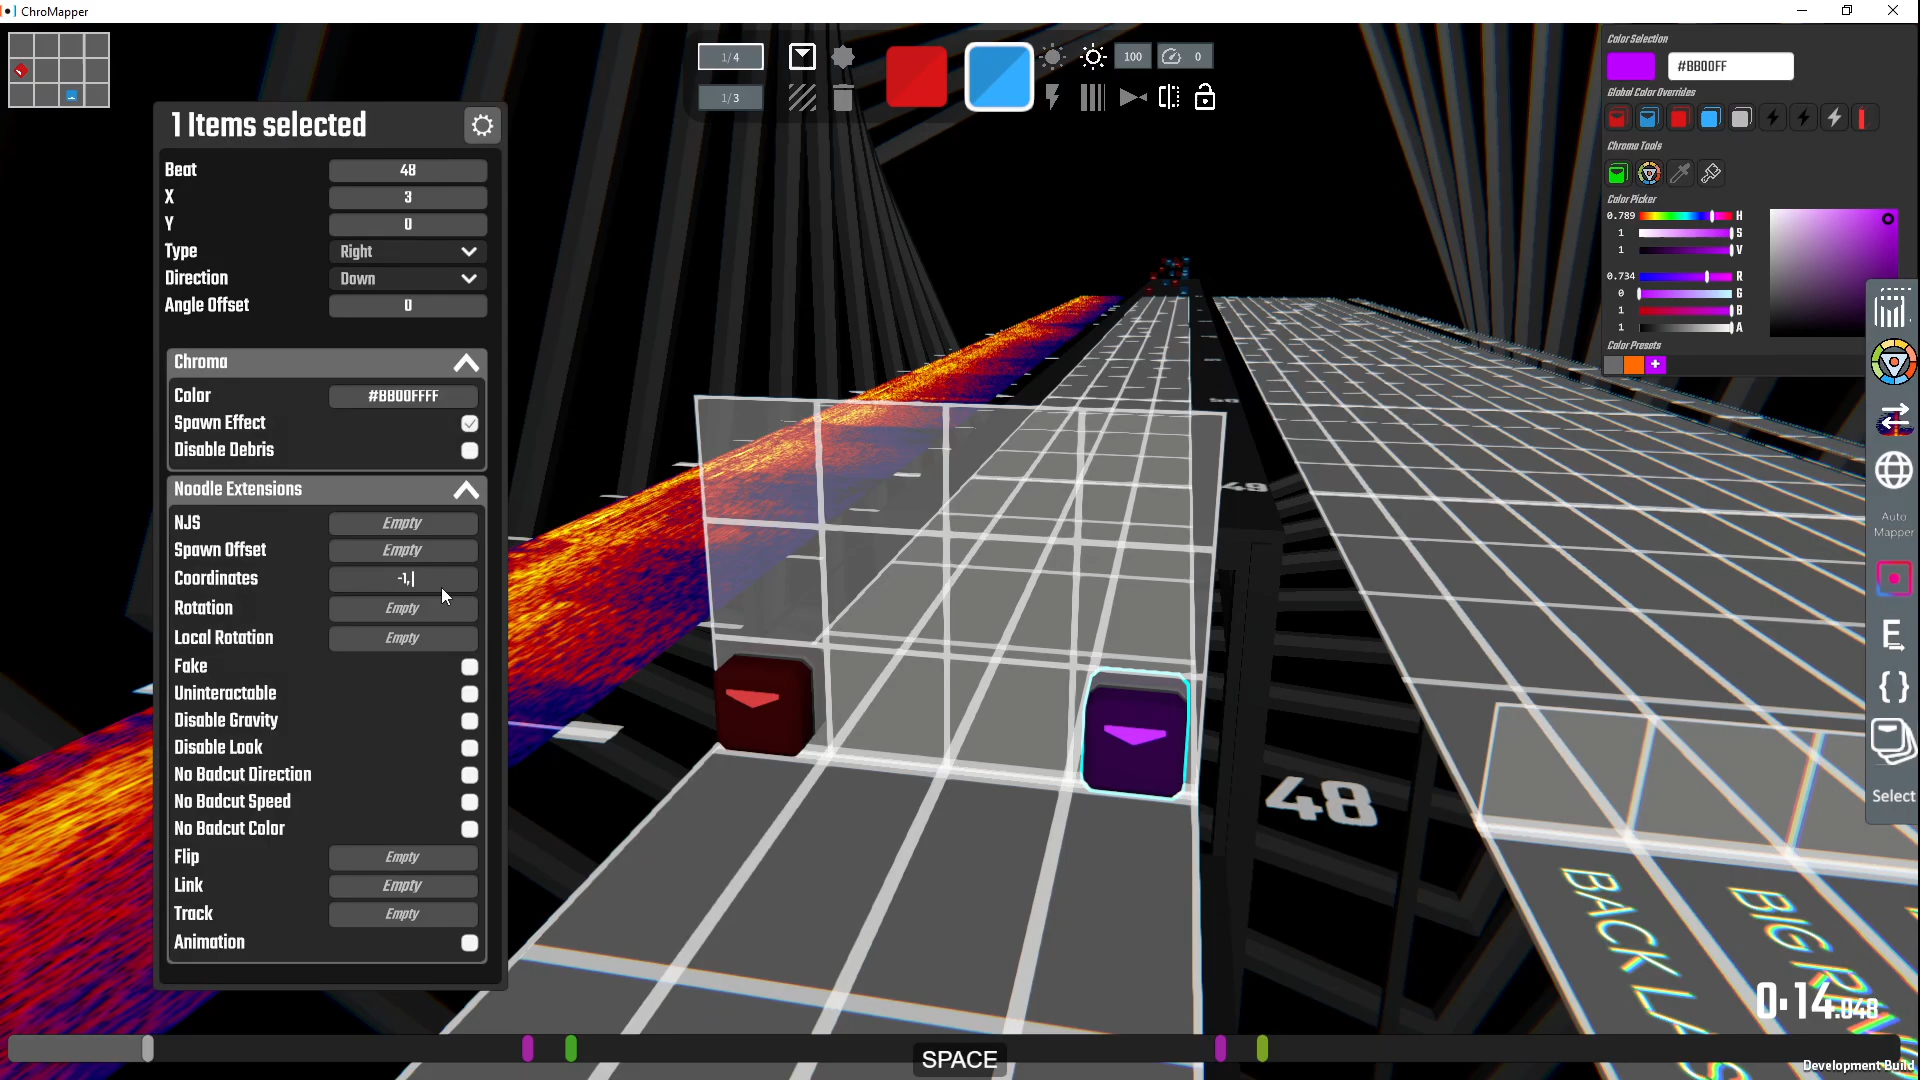 ChroMapper
1/4
1/3
100
0
1 Items selected
Beat
48
X
3
Y
0
Type
Right
Direction
Down
Angle Offset
0
Chroma
Color
#BB00FFFF
Spawn Effect
Disable Debris
Noodle Extensions
NJS
Empty
Spawn Offset
Empty
Coordinates
-1,
Rotation
Empty
Local Rotation
Empty
Fake
Uninteractable
Disable Gravity
Disable Look
No Badcut Direction
No Badcut Speed
No Badcut Color
Flip
Empty
Link
Empty
Track
Empty
Animation
Color Selection
#BB00FF
Global Color Overrides
Chroma Tools
Color Picker
0.789
H
1
S
1
V
0.734
R
0
G
1
B
1
A
Color Presets
Auto
Mapper
E
{}
Select
49
48
0:14.048
SPACE
Development Build